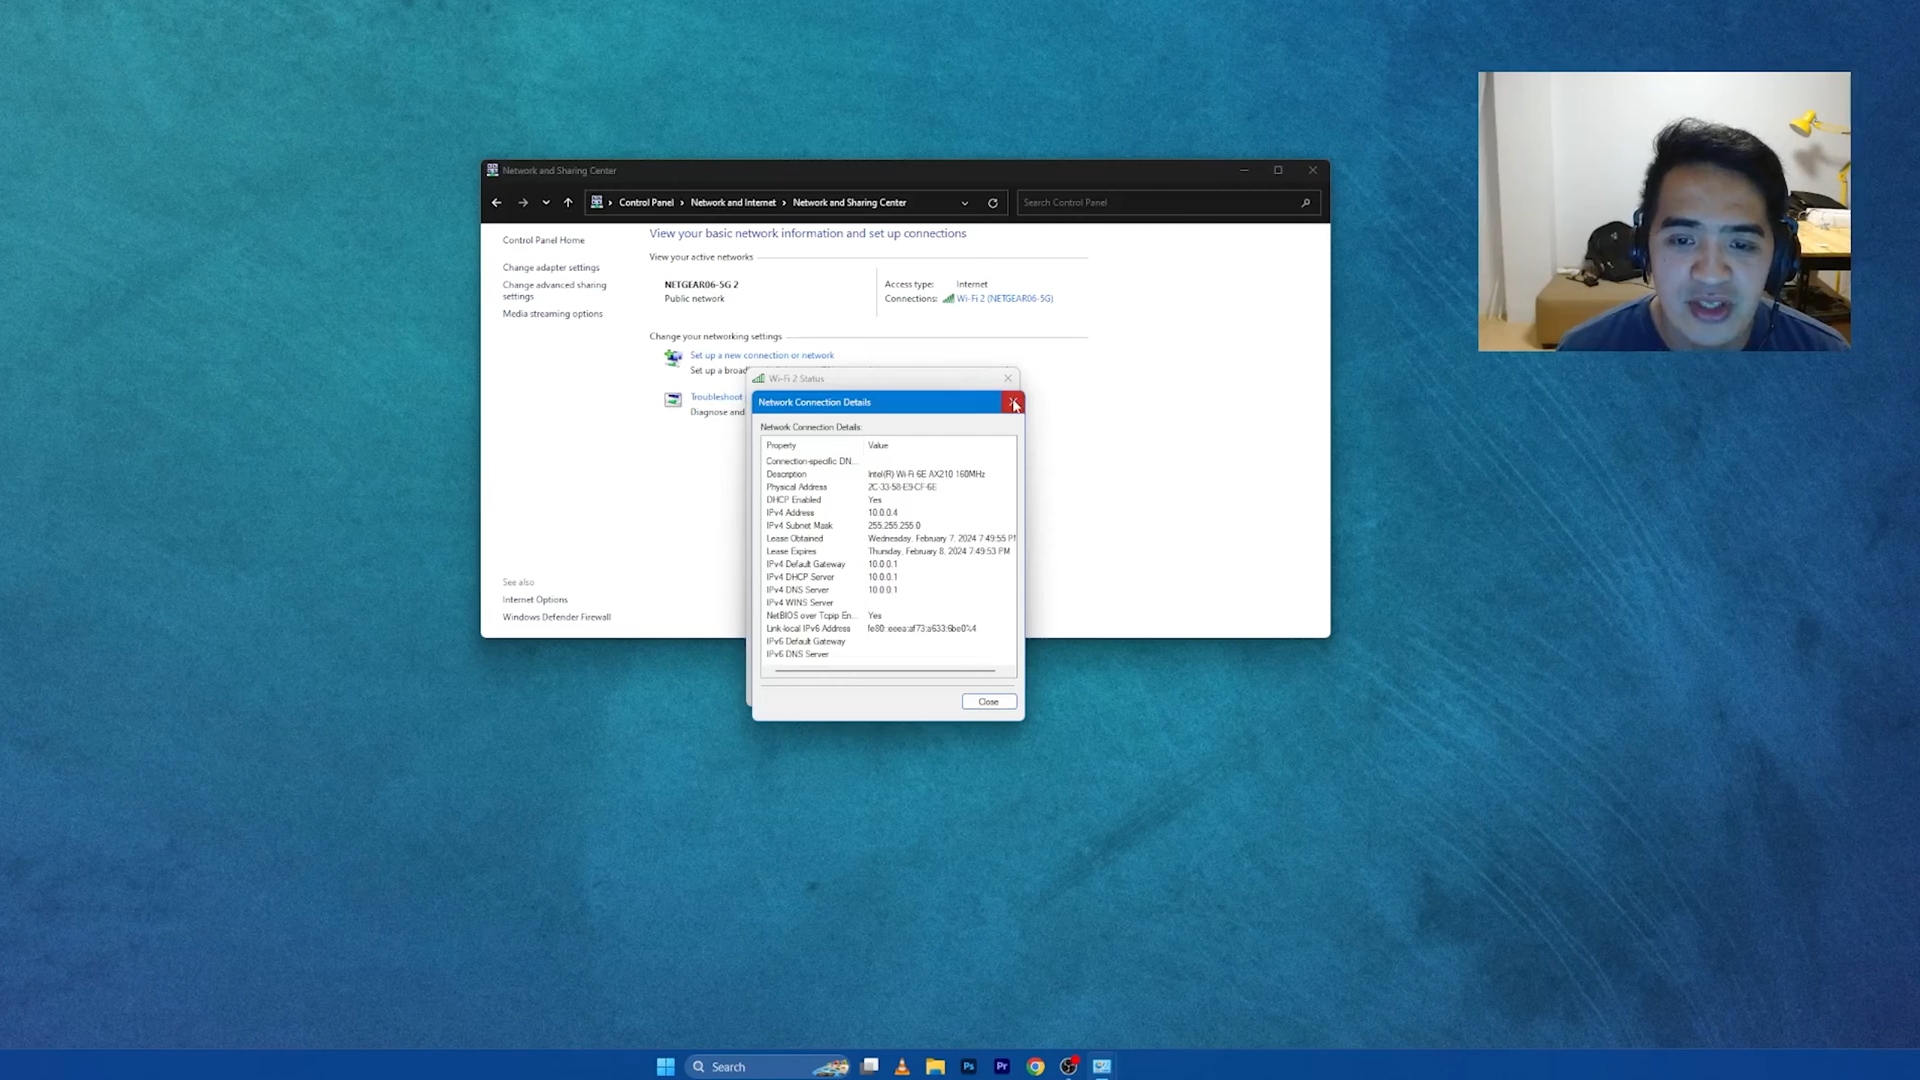 Network and Sharing Center
Control Panel > Network and Internet > Network and Sharing Center
Search Control Panel
Control Panel Home
Change adapter settings
Change advanced sharing
settings
Media streaming options
See also
Internet Options
Windows Defender Firewall
View your basic network information and set up connections
View your active networks
NETGEAR06-5G 2
Public network
Access type: Internet
Connections: Wi-Fi 2 (NETGEAR06-5G)
Change your networking settings
Set up a new connection or network
Set up a broad
Troubleshoot
Diagnose and
Wi-Fi 2 Status
Network Connection Details
Network Connection Details:
Property Value
Connection-specific DN...
Description Intel(R) Wi-Fi 6E AX210 160MHz
Physical Address 2C-33-58-E9-CF-6E
DHCP Enabled Yes
IPv4 Address 10.0.0.4
IPv4 Subnet Mask 255.255.255.0
Lease Obtained Wednesday, February 7, 2024 7:49:55 PM
Lease Expires Thursday, February 8, 2024 7:49:53 PM
IPv4 Default Gateway 10.0.0.1
IPv4 DHCP Server 10.0.0.1
IPv4 DNS Server 10.0.0.1
IPv4 WINS Server
NetBIOS over Tcpip En... Yes
Link-local IPv6 Address fe80::eeea:af73:a633:6be0%4
IPv6 Default Gateway
IPv6 DNS Server
Close
Search
Ps
Pr